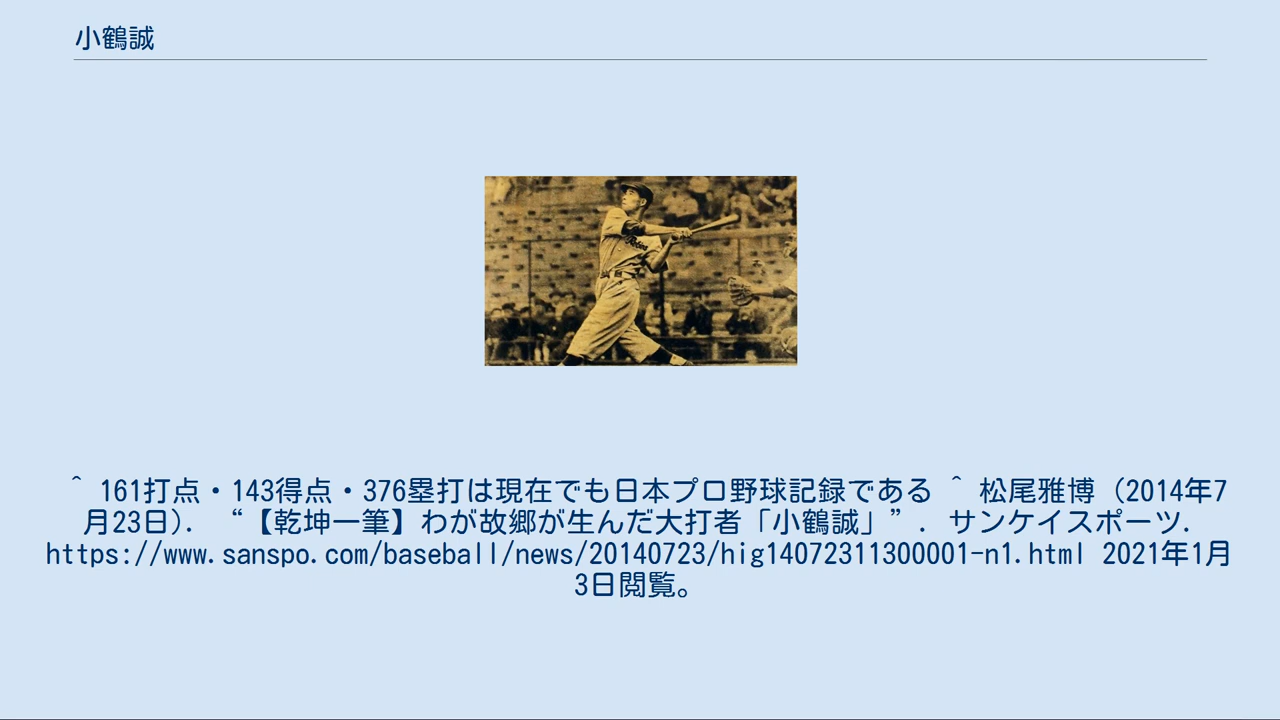 小鶴誠
^ 161打点・143得点・376塁打は現在でも日本プロ野球記録である ^ 松尾雅博 (2014年7
月23日). “【乾坤一筆】わが故郷が生んだ大打者「小鶴誠」”. サンケイスポーツ.
https://www.sanspo.com/baseball/news/20140723/hig14072311300001-n1.html 2021年1月
3日閲覧。